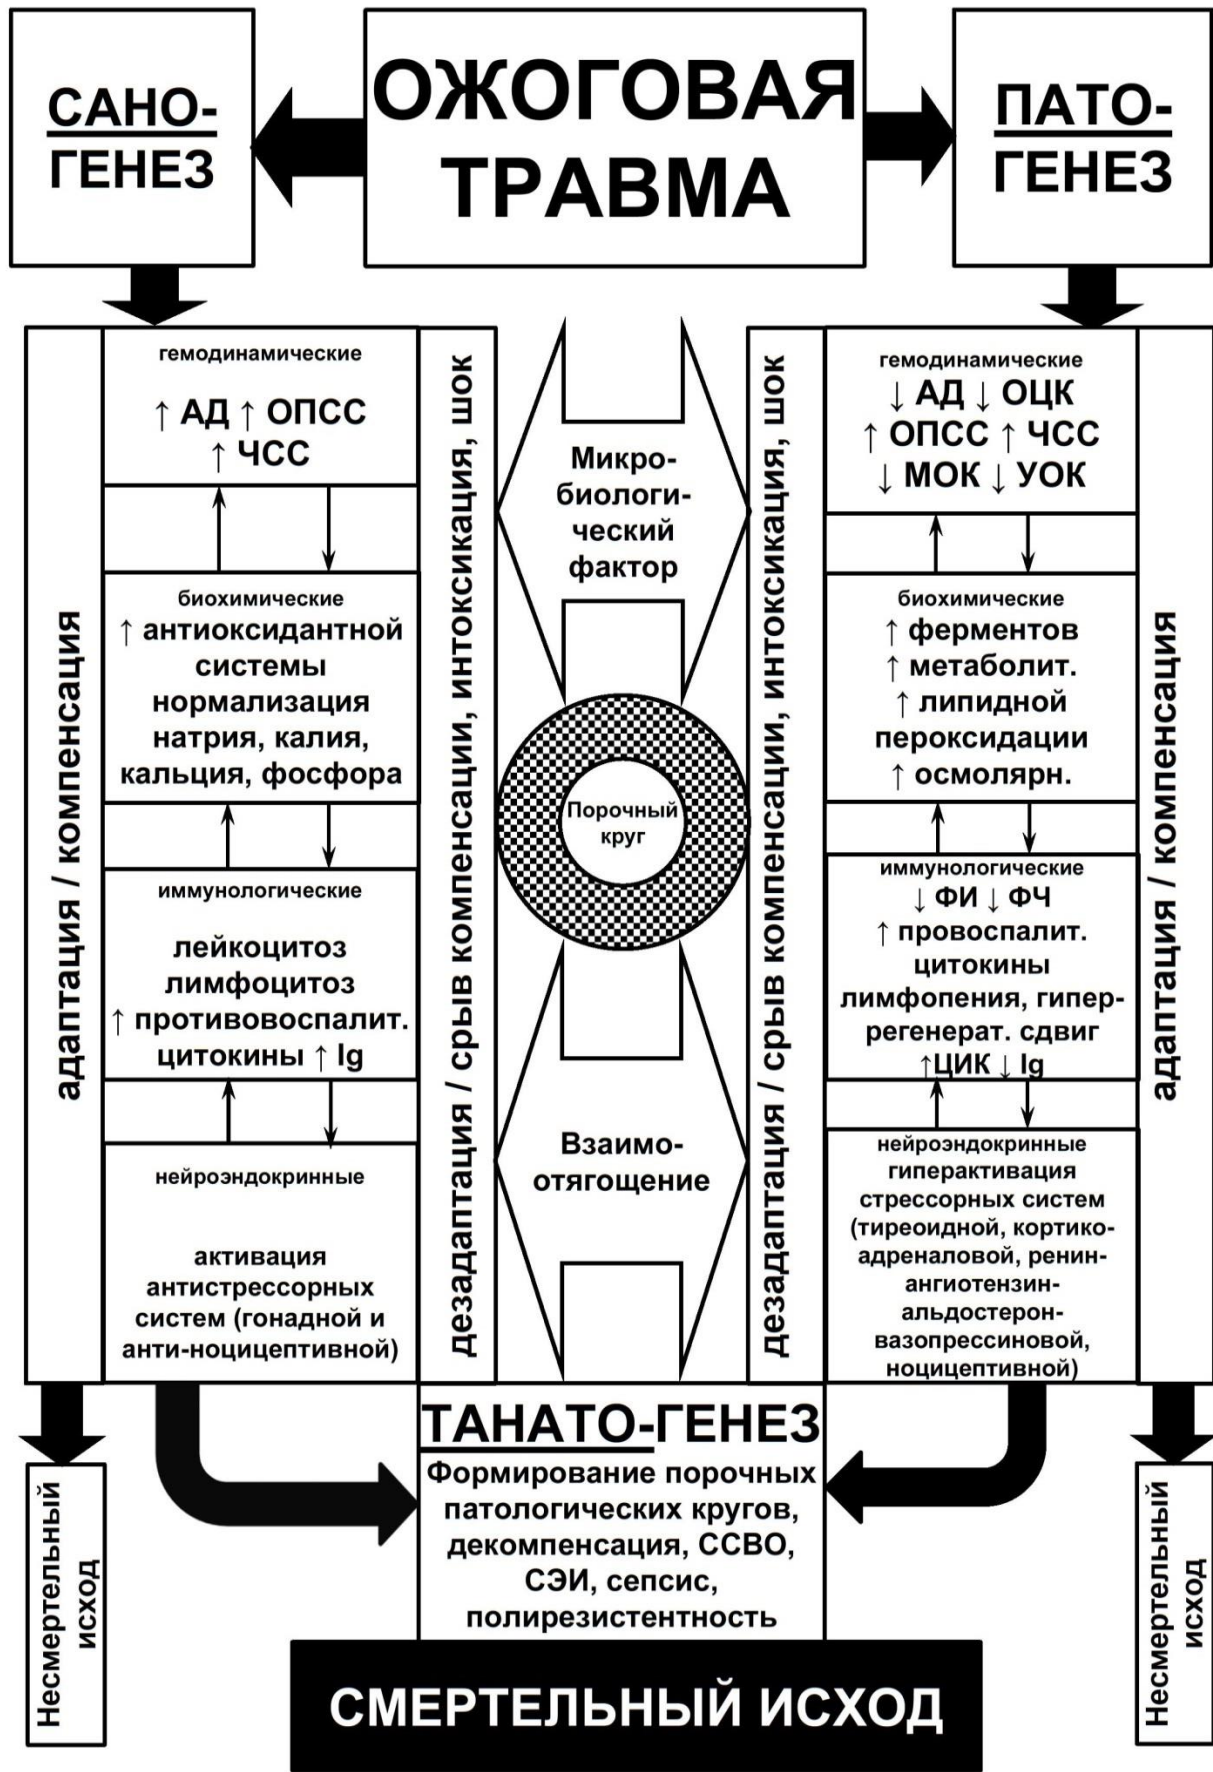 САНО-
ГЕНЕЗ
ОЖОГОВАЯ
ТРАВМА
ПАТО-
ГЕНЕЗ
адаптация / компенсация
гемодинамические
↑ АД ↑ ОПСС
↑ ЧСС
биохимические
↑ антиоксидантной
системы
нормализация
натрия, калия,
кальция, фосфора
иммунологические
лейкоцитоз
лимфоцитоз
↑ противовоспалит.
цитокины ↑ Ig
нейроэндокринные
активация
антистрессорных
систем (гонадной и
анти-ноцицептивной)
дезадаптация / срыв компенсации, интоксикация, шок
Микро-
биологи-
ческий
фактор
Порочный
круг
Взаимо-
отягощение
дезадаптация / срыв компенсации, интоксикация, шок
гемодинамические
↓ АД ↓ ОЦК
↑ ОПСС ↑ ЧСС
↓ МОК ↓ УОК
биохимические
↑ ферментов
↑ метаболит.
↑ липидной
пероксидации
↑ осмолярн.
иммунологические
↓ ФИ ↓ ФЧ
↑ провоспалит.
цитокины
лимфопения, гипер-
регенерат. сдвиг
↑ЦИК ↓ Ig
нейроэндокринные
гиперактивация
стрессорных систем
(тиреоидной, кортико-
адреналовой, ренин-
ангиотензин-
альдостерон-
вазопрессиновой,
ноцицептивной)
адаптация / компенсация
Несмертельный
исход
ТАНАТО-ГЕНЕЗ
Формирование порочных
патологических кругов,
декомпенсация, ССВО,
СЭИ, сепсис,
полирезистентность
СМЕРТЕЛЬНЫЙ ИСХОД
Несмертельный
исход